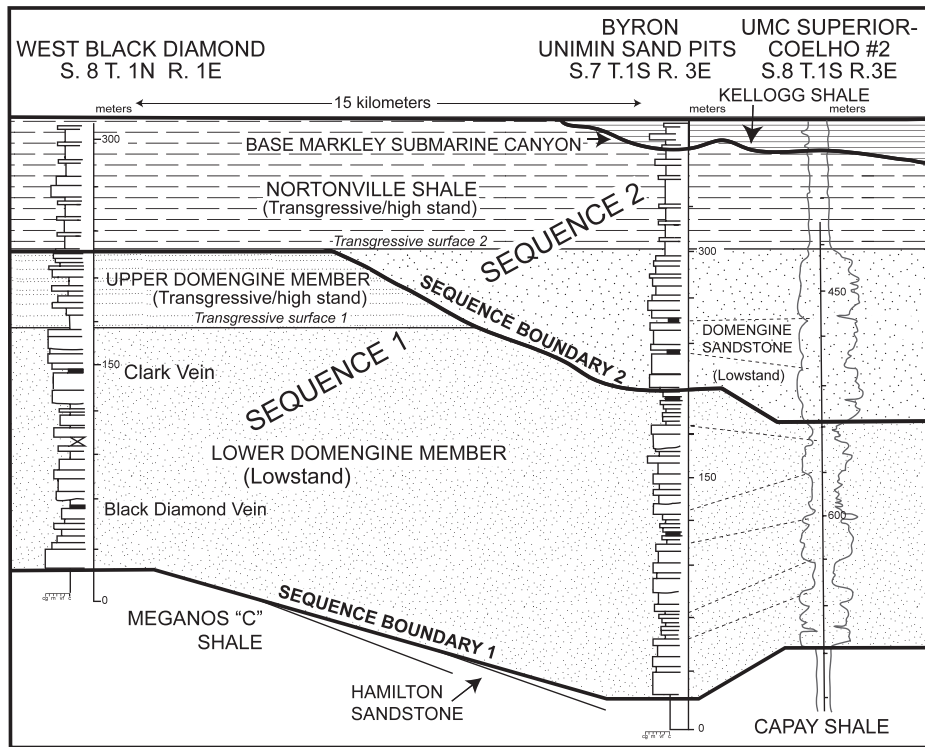 WEST BLACK DIAMOND
S. 8 T. 1N R. 1E
BYRON
UNIMIN SAND PITS
S.7 T.1S R. 3E
UMC SUPERIOR-
COELHO #2
S.8 T.1S R.3E
meters
15 kilometers
meters
KELLOGG SHALE
meters
300
BASE MARKLEY SUBMARINE CANYON
NORTONVILLE SHALE
(Transgressive/high stand)
SEQUENCE 2
Transgressive surface 2
300
UPPER DOMENGINE MEMBER
(Transgressive/high stand)
Transgressive surface 1
SEQUENCE BOUNDARY 2
450
DOMENGINE
SANDSTONE
(Lowstand)
150
Clark Vein
SEQUENCE 1
LOWER DOMENGINE MEMBER
(Lowstand)
150
Black Diamond Vein
600
0
MEGANOS “C”
SHALE
SEQUENCE BOUNDARY 1
HAMILTON
SANDSTONE
0
CAPAY SHALE